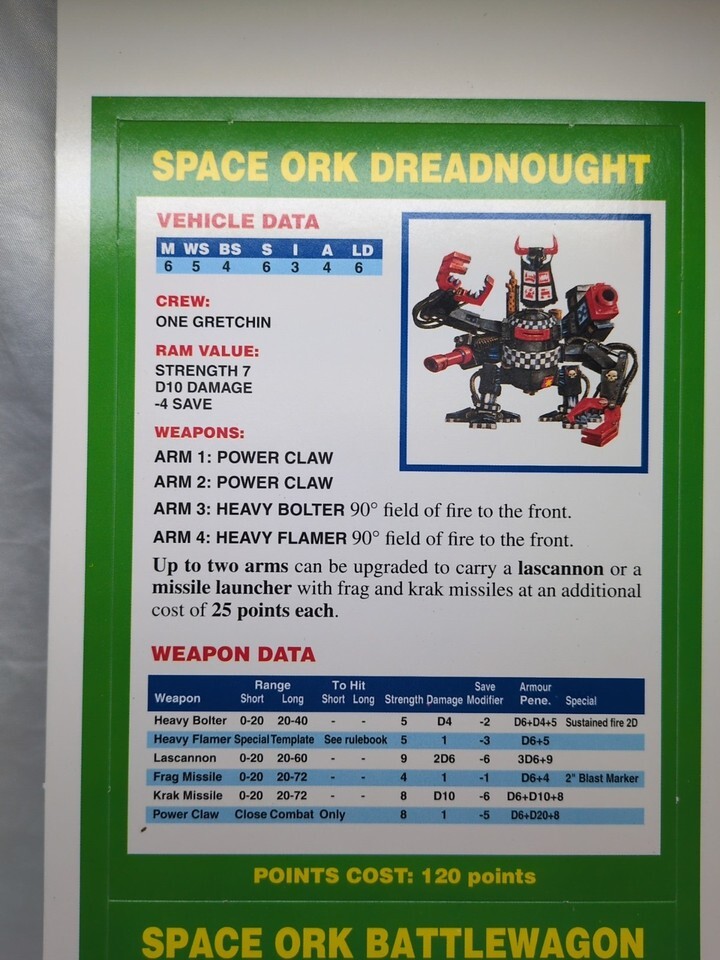 SPACE ORK DREADNOUGHT
VEHICLE DATA
M WS BS S I A LD
6 5 4 6 3 4 6
CREW:
ONE GRETCHIN
RAM VALUE:
STRENGTH 7
D10 DAMAGE
-4 SAVE
WEAPONS:
ARM 1: POWER CLAW
ARM 2: POWER CLAW
ARM 3: HEAVY BOLTER 90° field of fire to the front.
ARM 4: HEAVY FLAMER 90° field of fire to the front.
Up to two arms can be upgraded to carry a lascannon or a
missile launcher with frag and krak missiles at an additional
cost of 25 points each.
WEAPON DATA
Range To Hit Save Armour
Weapon Short Long Short Long Strength Damage Modifier Pene. Special
Heavy Bolter 0-20 20-40 - - 5 D4 -2 D6+D4+5 Sustained fire 2D
Heavy Flamer Special Template See rulebook 5 1 -3 D6+5
Lascannon 0-20 20-60 - - 9 2D6 -6 3D6+9
Frag Missile 0-20 20-72 - - 4 1 -1 D6+4 2" Blast Marker
Krak Missile 0-20 20-72 - - 8 D10 -6 D6+D10+8
Power Claw Close Combat Only 8 1 -5 D6+D20+8
POINTS COST: 120 points
SPACE ORK BATTLEWAGON